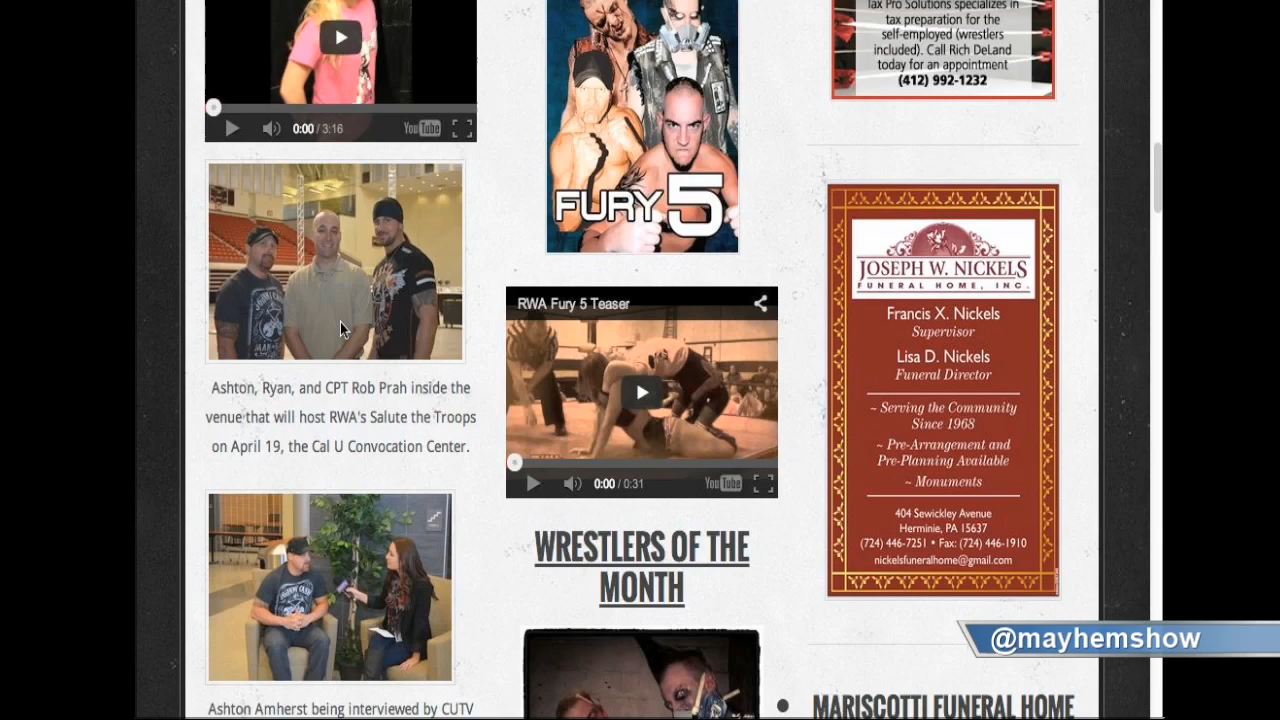 0:00 / 3:16
YouTube
Ashton, Ryan, and CPT Rob Prah inside the
venue that will host RWA's Salute the Troops
on April 19, the Cal U Convocation Center.
Ashton Amherst being interviewed by CUTV
FURY 5
RWA Fury 5 Teaser
0:00 / 0:31
YouTube
WRESTLERS OF THE
MONTH
Tax Pro Solutions specializes in
tax preparation for the
self-employed (wrestlers
included). Call Rich DeLand
today for an appointment
(412) 992-1232
JOSEPH W. NICKELS
FUNERAL HOME, INC.
Francis X. Nickels
Supervisor
Lisa D. Nickels
Funeral Director
~ Serving the Community
Since 1968
~ Pre-Arrangement and
Pre-Planning Available
~ Monuments
404 Sewickley Avenue
Herminie, PA 15637
(724) 446-7251 • Fax: (724) 446-1910
nickelsfuneralhome@gmail.com
@mayhemshow
• MARISCOTTI FUNERAL HOME